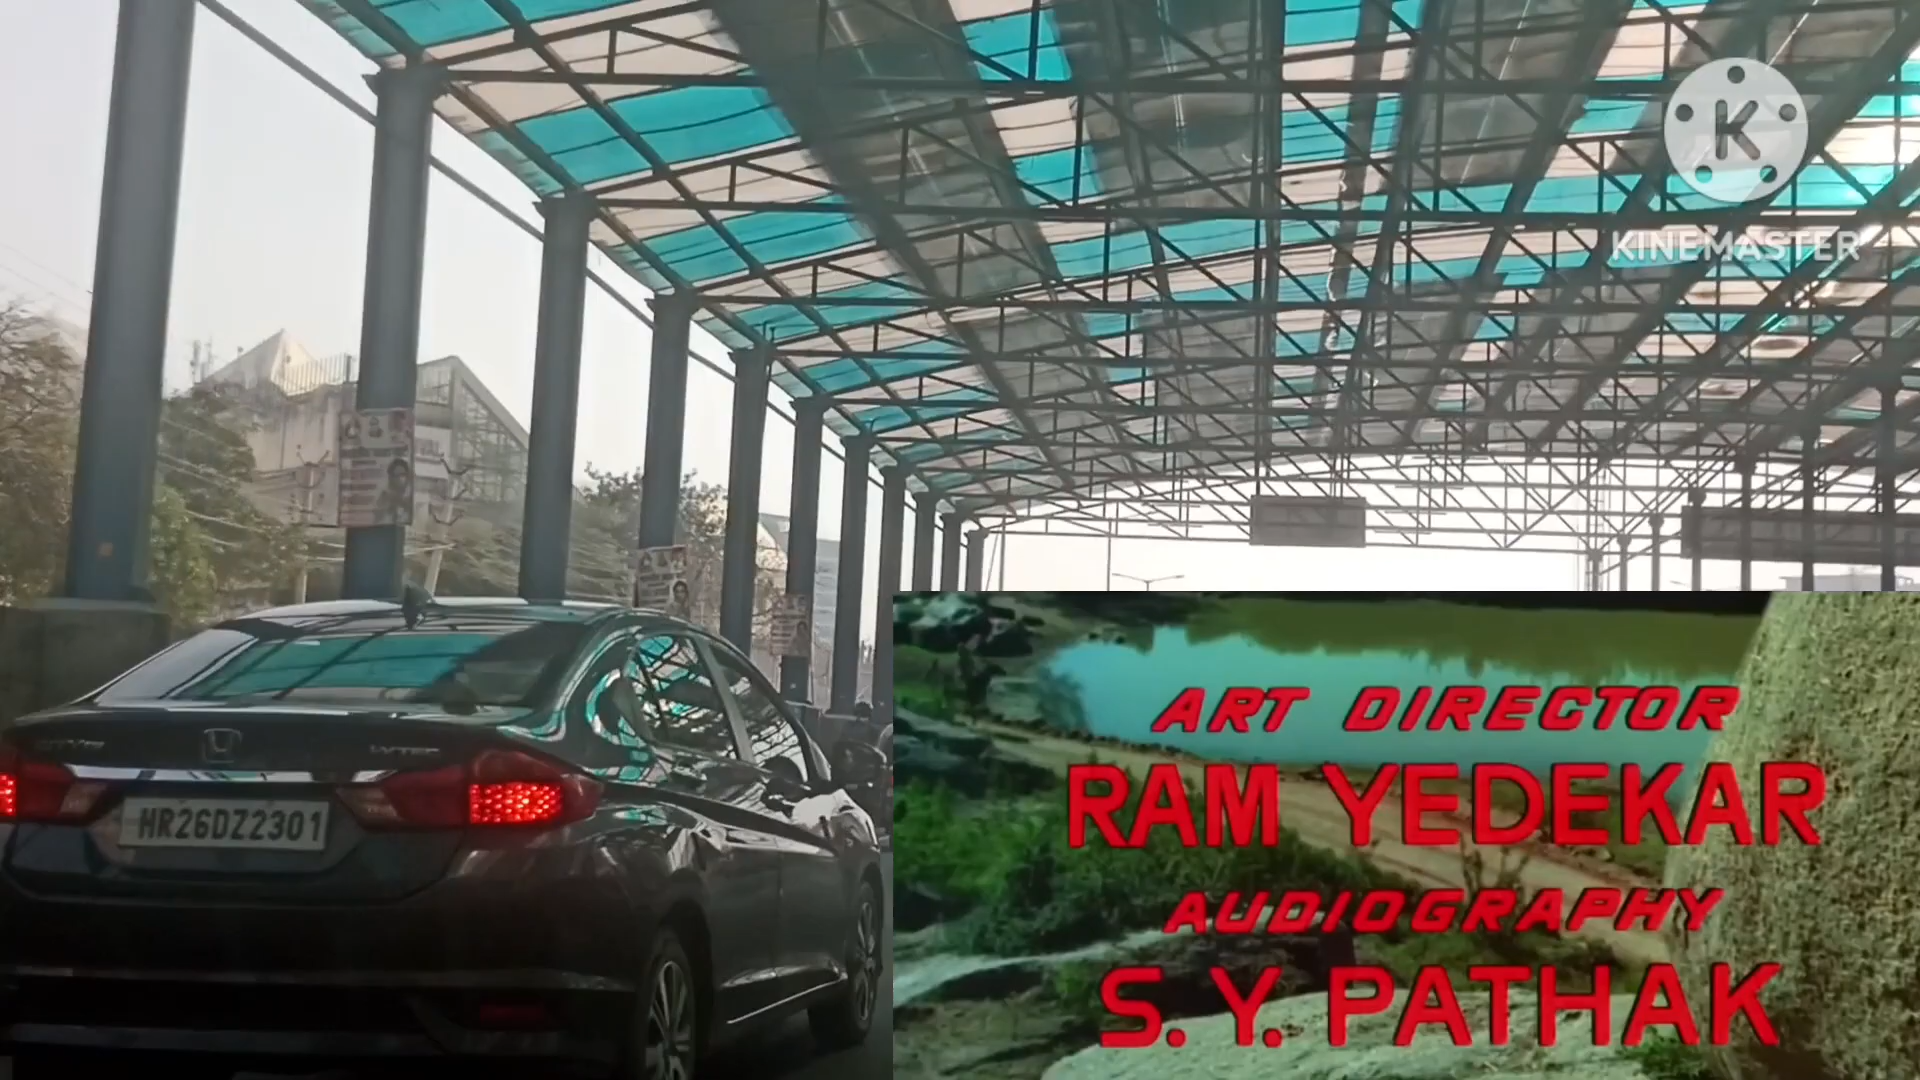 K
KINEMASTER
HR26DZ2301
ART DIRECTOR
RAM YEDEKAR
AUDIOGRAPHY
S. Y. PATHAK